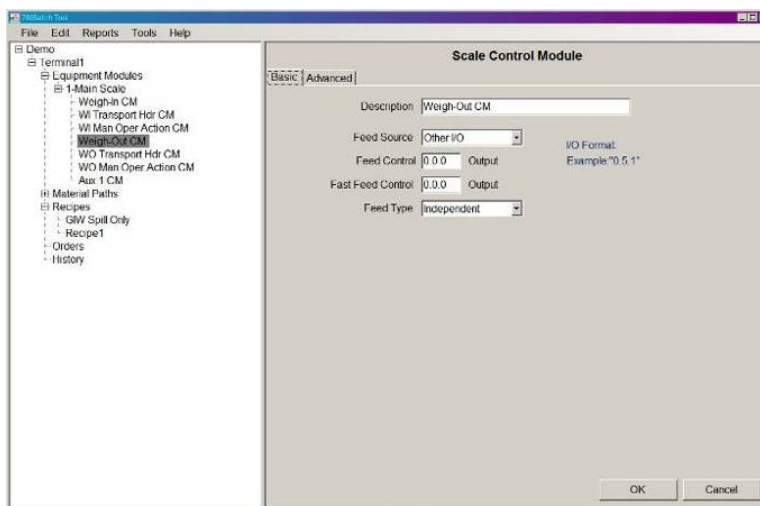 780Batch Tool
File Edit Reports Tools Help
Demo
Terminal1
Equipment Modules
1-Main Scale
Weigh-In CM
WI Transport Hdr CM
WI Man Oper Action CM
Weigh-Out CM
WO Transport Hdr CM
WO Man Oper Action CM
Aux 1 CM
Material Paths
Recipes
GIW Spill Only
Recipe1
Orders
History
Scale Control Module
Basic Advanced
Description Weigh-Out CM
Feed Source Other I/O
I/O Format.
Feed Control 0.0.0 Output Example:"0.5.1"
Fast Feed Control 0.0.0 Output
Feed Type Independent
OK Cancel